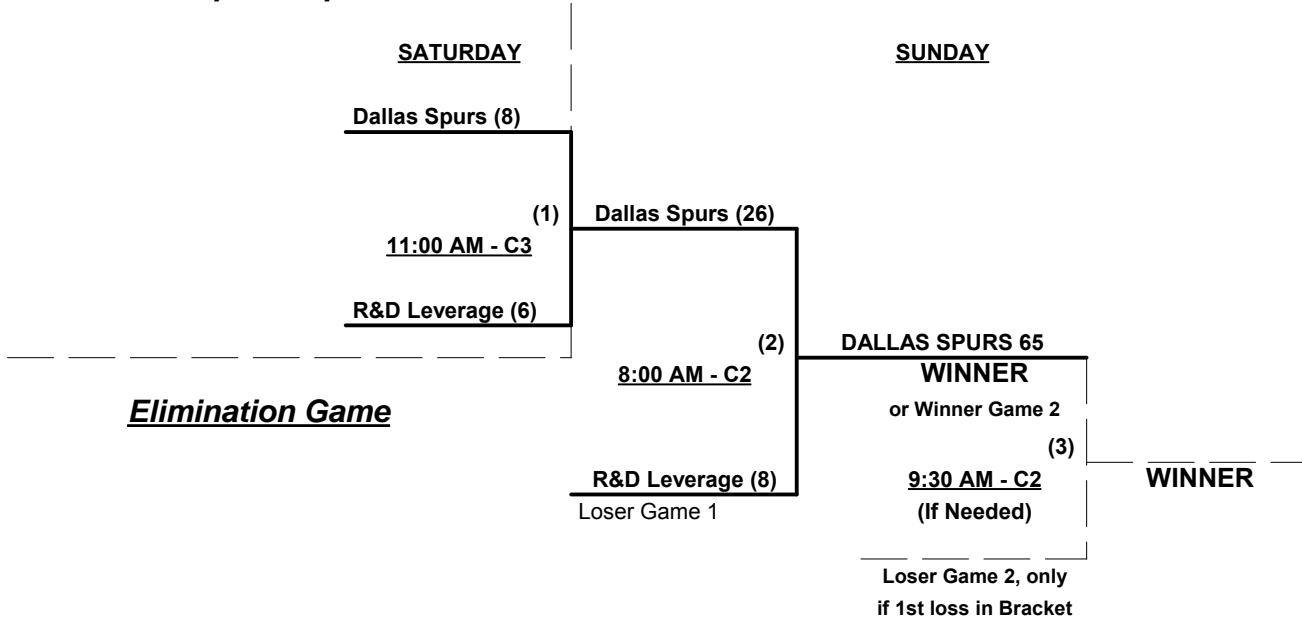 SATURDAY
SUNDAY
Dallas Spurs (8)
(1)
Dallas Spurs (26)
11:00 AM - C3
R&D Leverage (6)
(2)
DALLAS SPURS 65
8:00 AM - C2
WINNER
Elimination Game
or Winner Game 2
(3)
R&D Leverage (8)
9:30 AM - C2
WINNER
Loser Game 1
(If Needed)
Loser Game 2, only
if 1st loss in Bracket